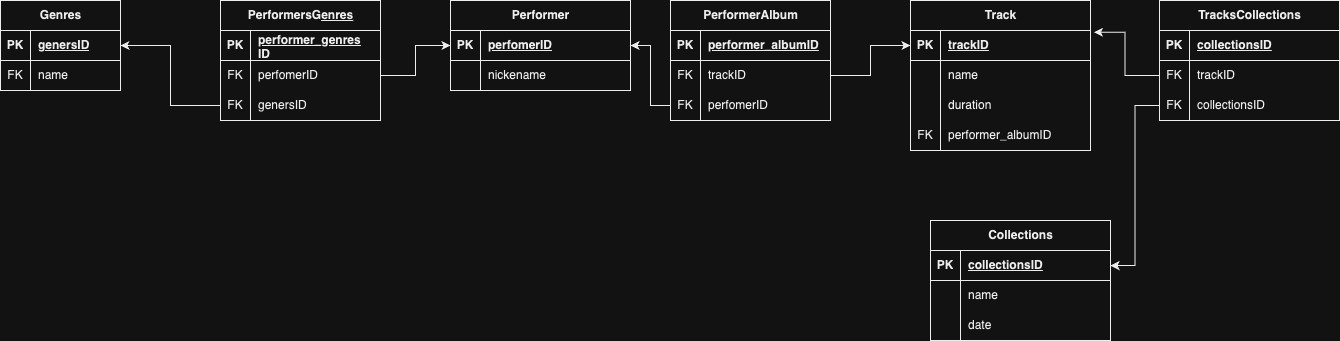 Genres
PK genersID
FK name
PerformersGenres
PK performer_genres
ID
FK perfomerID
FK genersID
Performer
PK perfomerID
nickename
PerformerAlbum
PK performer_albumID
FK trackID
FK perfomerID
Track
PK trackID
name
duration
FK performer_albumID
TracksCollections
PK collectionsID
FK trackID
FK collectionsID
Collections
PK collectionsID
name
date